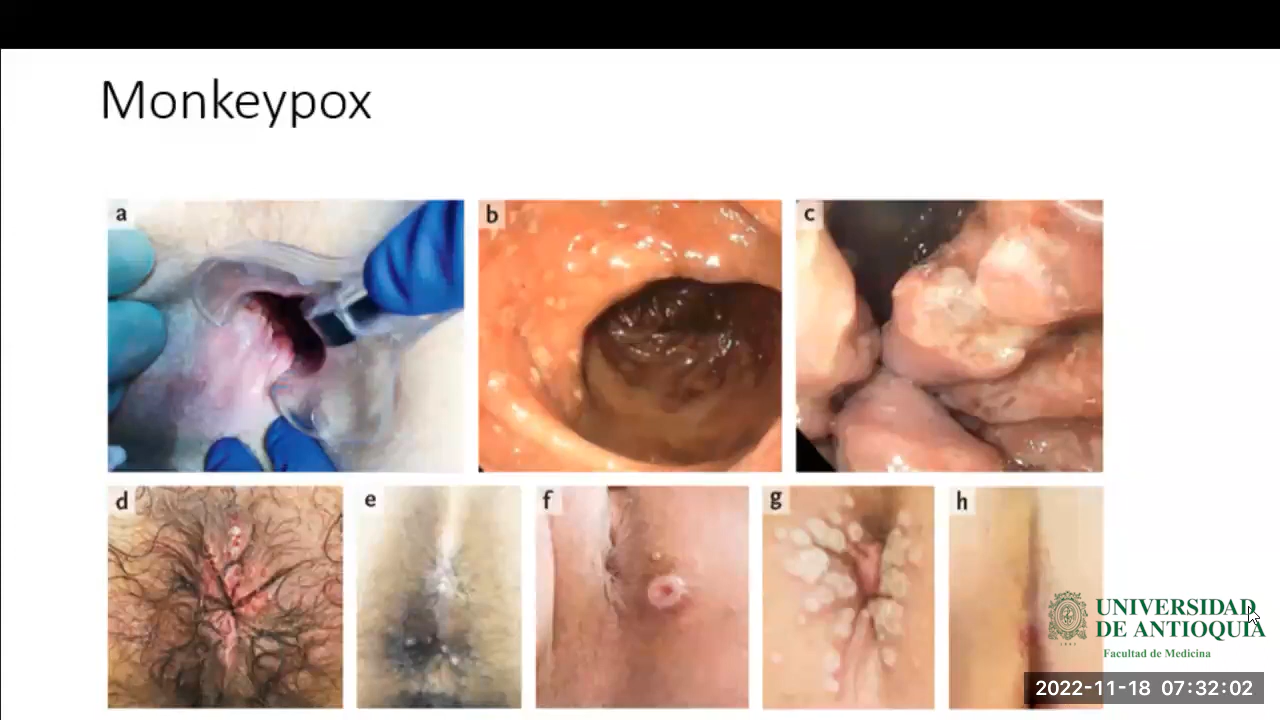 Monkeypox
a
b
c
d
e
f
g
h
UNIVERSIDAD
DE ANTIOQUIA
Facultad de Medicina
2022-11-18 07:32:02